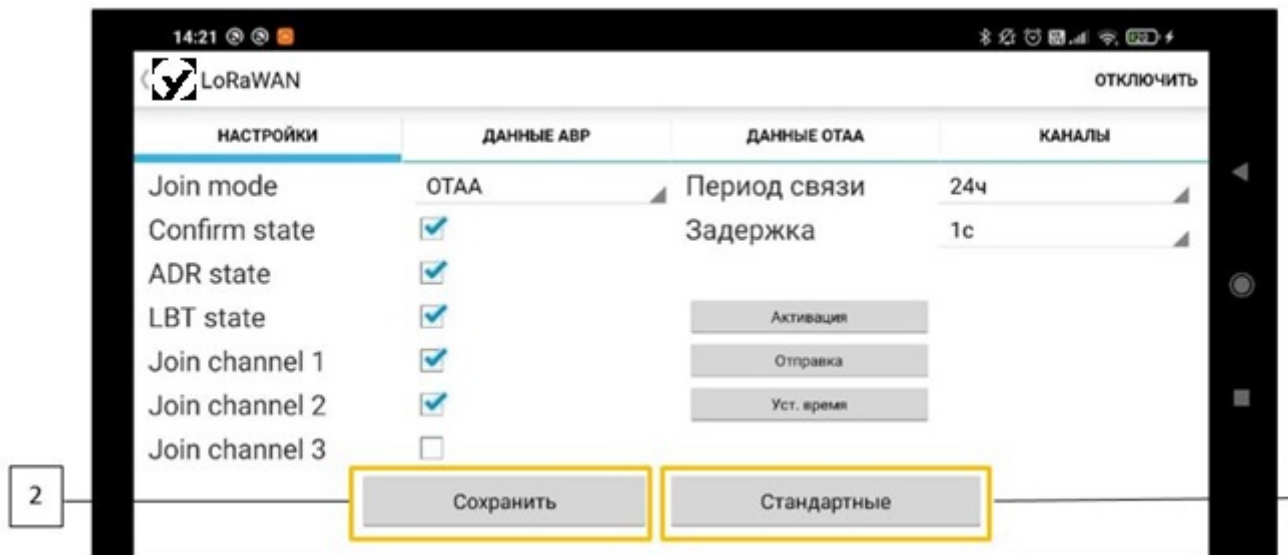 14:21
LoRaWAN ОТКЛЮЧИТЬ
НАСТРОЙКИ ДАННЫЕ ABP ДАННЫЕ OTAA КАНАЛЫ
Join mode OTAA Период связи 24ч
Confirm state Задержка 1с
ADR state
LBT state Активация
Join channel 1 Отправка
Join channel 2 Уст. время
Join channel 3
2 Сохранить Стандартные